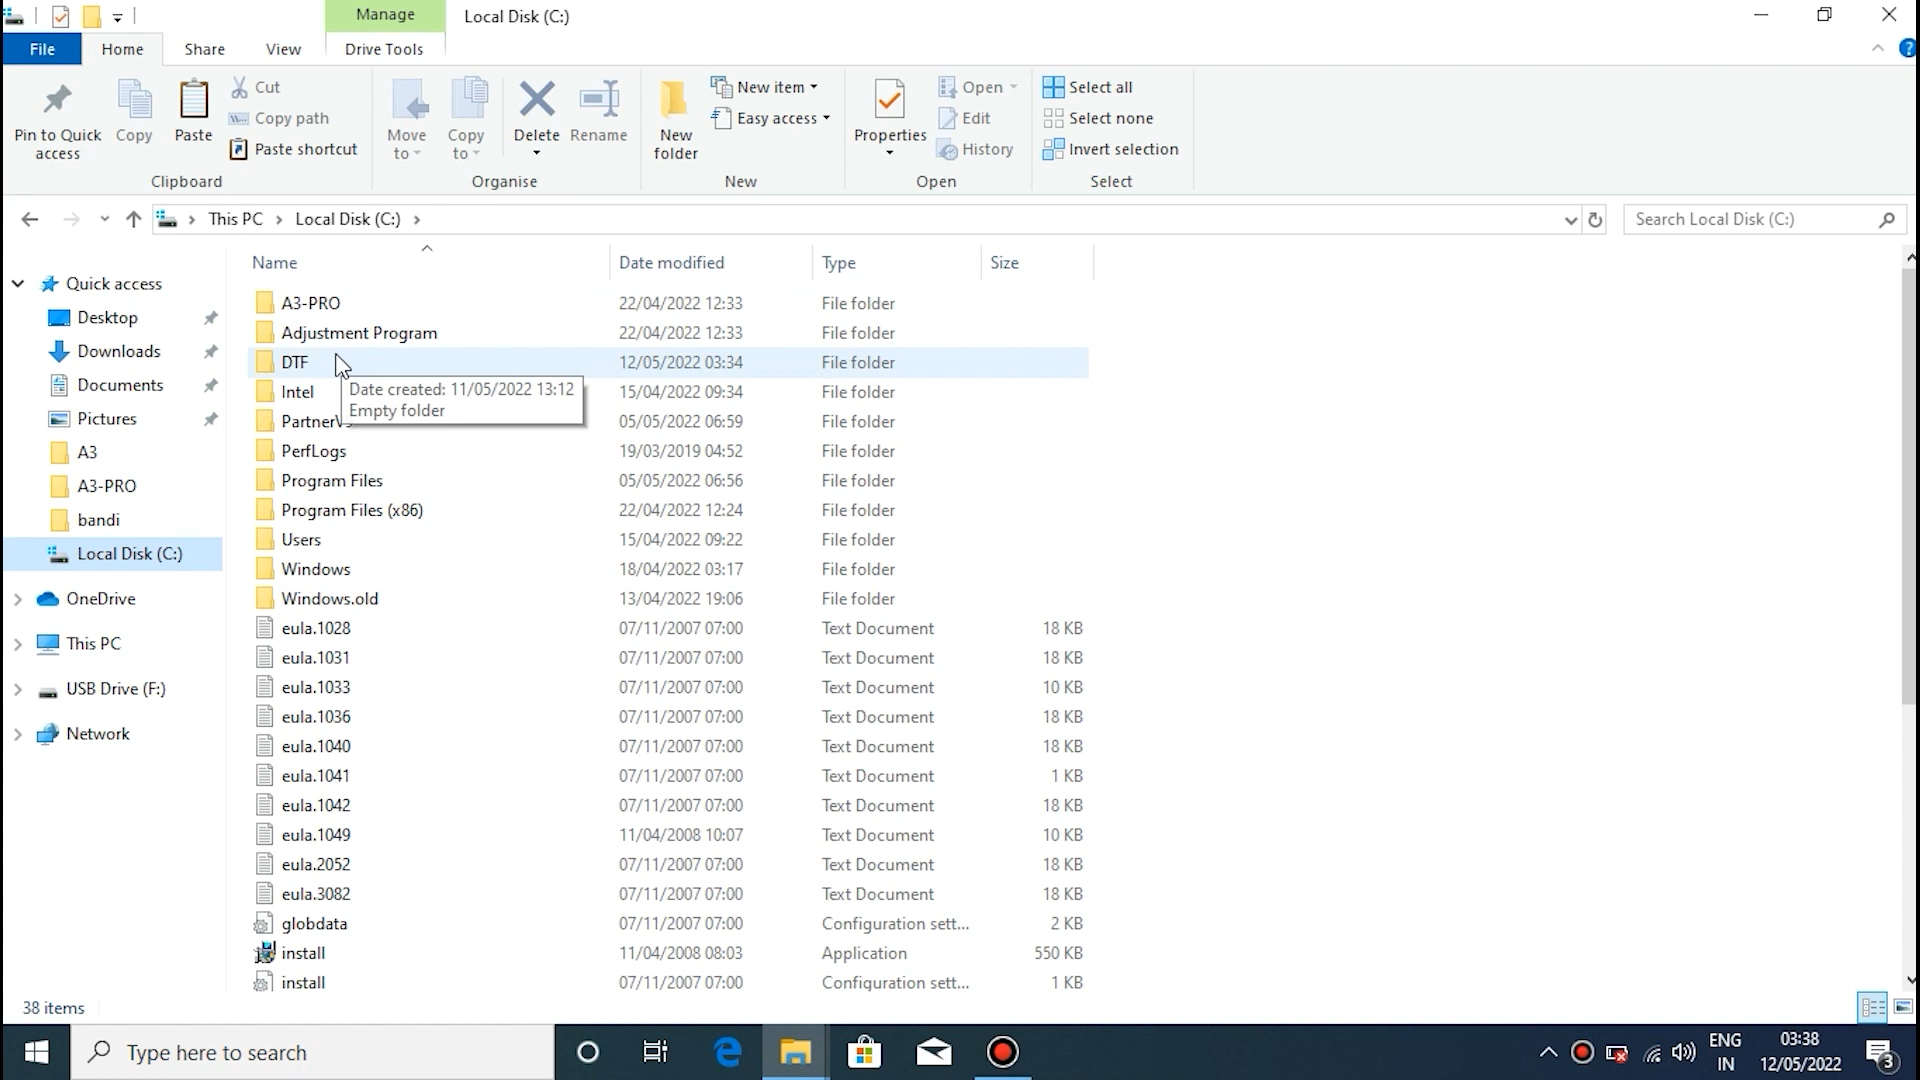 Manage
Local Disk (C:)
File
Home
Share
View
Drive Tools
?
Pin to Quick
access
Copy
Paste
Cut
Copy path
Paste shortcut
Clipboard
Move
to
Copy
to
Delete
Rename
Organise
New
folder
New item
Easy access
New
Properties
Open
Edit
History
Open
Select all
Select none
Invert selection
Select
This PC
Local Disk (C:)
Search Local Disk (C:)
Quick access
Desktop
Downloads
Documents
Pictures
A3
A3-PRO
bandi
Local Disk (C:)
OneDrive
This PC
USB Drive (F:)
Network
Name Date modified Type Size
A3-PRO 22/04/2022 12:33 File folder
Adjustment Program 22/04/2022 12:33 File folder
DTF 12/05/2022 03:34 File folder
Date created: 11/05/2022 13:12
Empty folder
Intel 15/04/2022 09:34 File folder
05/05/2022 06:59 File folder
PerfLogs 19/03/2019 04:52 File folder
Program Files 05/05/2022 06:56 File folder
Program Files (x86) 22/04/2022 12:24 File folder
Users 15/04/2022 09:22 File folder
Windows 18/04/2022 03:17 File folder
Windows.old 13/04/2022 19:06 File folder
eula.1028 07/11/2007 07:00 Text Document 18 KB
eula.1031 07/11/2007 07:00 Text Document 18 KB
eula.1033 07/11/2007 07:00 Text Document 10 KB
eula.1036 07/11/2007 07:00 Text Document 18 KB
eula.1040 07/11/2007 07:00 Text Document 18 KB
eula.1041 07/11/2007 07:00 Text Document 1 KB
eula.1042 07/11/2007 07:00 Text Document 18 KB
eula.1049 11/04/2008 10:07 Text Document 10 KB
eula.2052 07/11/2007 07:00 Text Document 18 KB
eula.3082 07/11/2007 07:00 Text Document 18 KB
globdata 07/11/2007 07:00 Configuration sett... 2 KB
install 11/04/2008 08:03 Application 550 KB
install 07/11/2007 07:00 Configuration sett... 1 KB
38 items
Type here to search
ENG
IN
03:38
12/05/2022
3